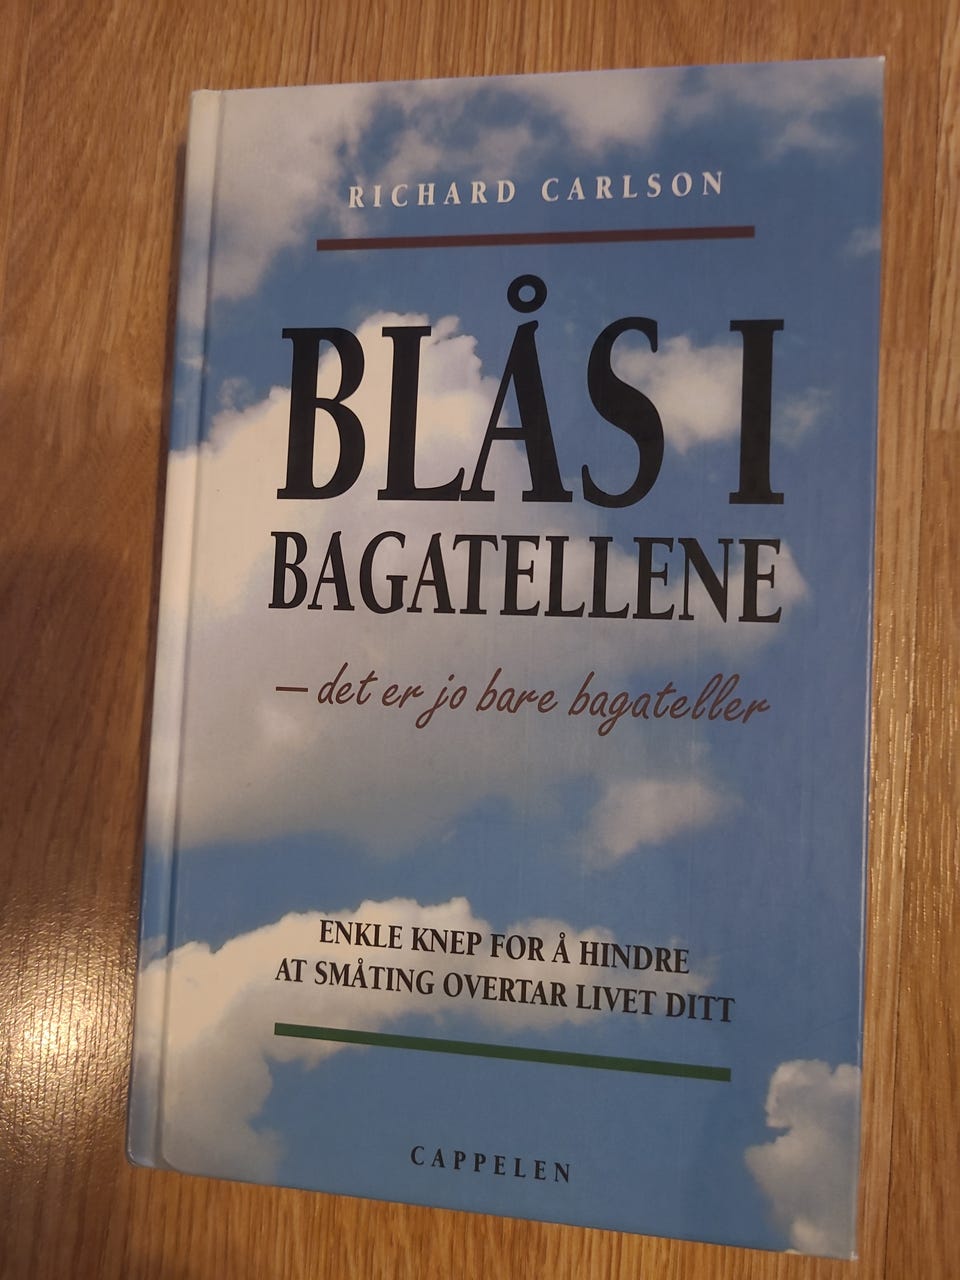 RICHARD CARLSON
BLÅS I
BAGATELLENE
– det er jo bare bagateller
ENKLE KNEP FOR Å HINDRE
AT SMÅTING OVERTAR LIVET DITT
CAPPELEN